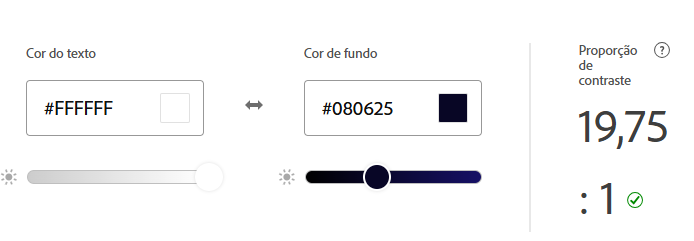 Cor do texto
#FFFFFF
Cor de fundo
#080625
Proporção
de
contraste
?
19,75
: 1